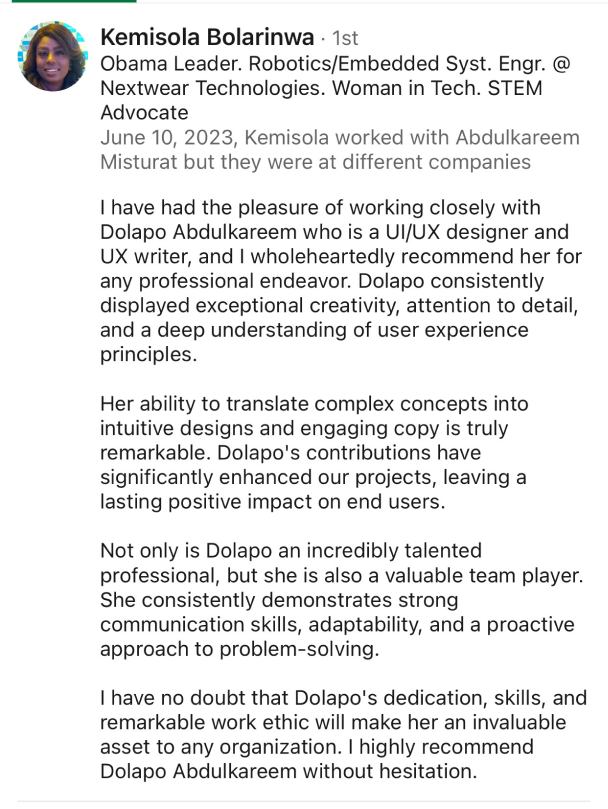 Kemisola Bolarinwa · 1st
Obama Leader. Robotics/Embedded Syst. Engr. @
Nextwear Technologies. Woman in Tech. STEM
Advocate
June 10, 2023, Kemisola worked with Abdulkareem
Misturat but they were at different companies
I have had the pleasure of working closely with
Dolapo Abdulkareem who is a UI/UX designer and
UX writer, and I wholeheartedly recommend her for
any professional endeavor. Dolapo consistently
displayed exceptional creativity, attention to detail,
and a deep understanding of user experience
principles.
Her ability to translate complex concepts into
intuitive designs and engaging copy is truly
remarkable. Dolapo's contributions have
significantly enhanced our projects, leaving a
lasting positive impact on end users.
Not only is Dolapo an incredibly talented
professional, but she is also a valuable team player.
She consistently demonstrates strong
communication skills, adaptability, and a proactive
approach to problem-solving.
I have no doubt that Dolapo's dedication, skills, and
remarkable work ethic will make her an invaluable
asset to any organization. I highly recommend
Dolapo Abdulkareem without hesitation.